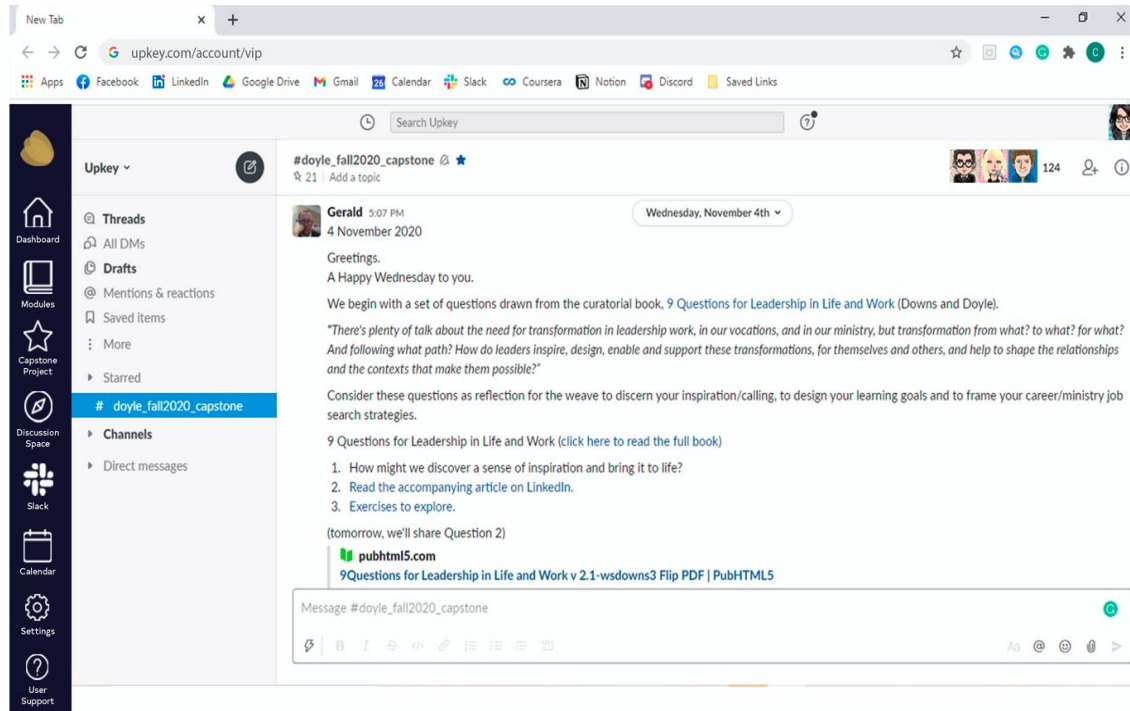 New Tab
upkey.com/account/vip
C
Apps Facebook LinkedIn Google Drive Gmail 26 Calendar Slack Coursera Notion Discord Saved Links
Search Upkey
Upkey
#doyle_fall2020_capstone
21 | Add a topic
124
Dashboard
Modules
Capstone
Project
Discussion
Space
Slack
Calendar
Settings
User
Support
Threads
All DMs
Drafts
Mentions & reactions
Saved items
More
Starred
# doyle_fall2020_capstone
Channels
Direct messages
Gerald 5:07 PM
Wednesday, November 4th
4 November 2020
Greetings.
A Happy Wednesday to you.
We begin with a set of questions drawn from the curatorial book, 9 Questions for Leadership in Life and Work (Downs and Doyle).
"There's plenty of talk about the need for transformation in leadership work, in our vocations, and in our ministry, but transformation from what? to what? for what?
And following what path? How do leaders inspire, design, enable and support these transformations, for themselves and others, and help to shape the relationships
and the contexts that make them possible?"
Consider these questions as reflection for the weave to discern your inspiration/calling, to design your learning goals and to frame your career/ministry job
search strategies.
9 Questions for Leadership in Life and Work (click here to read the full book)
1. How might we discover a sense of inspiration and bring it to life?
2. Read the accompanying article on LinkedIn.
3. Exercises to explore.
(tomorrow, we'll share Question 2)
pubhtml5.com
9Questions for Leadership in Life and Work v 2.1-wsdowns3 Flip PDF | PubHTML5
Message #doyle_fall2020_capstone
B I S
Aa @